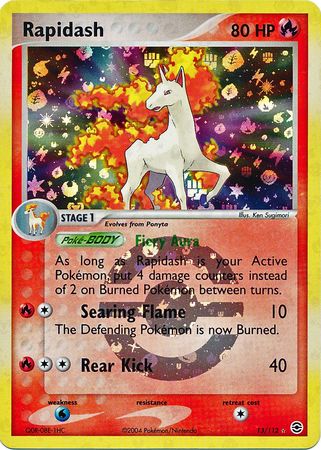 Rapidash 80 HP
STAGE 1
Evolves from Ponyta
Illus. Ken Sugimori
Poké-BODY Fiery Aura
As long as Rapidash is your Active
Pokémon, put 4 damage counters instead
of 2 on Burned Pokémon between turns.
Searing Flame 10
The Defending Pokémon is now Burned.
Rear Kick 40
weakness resistance retreat cost
©2004 Pokémon/Nintendo
13/112